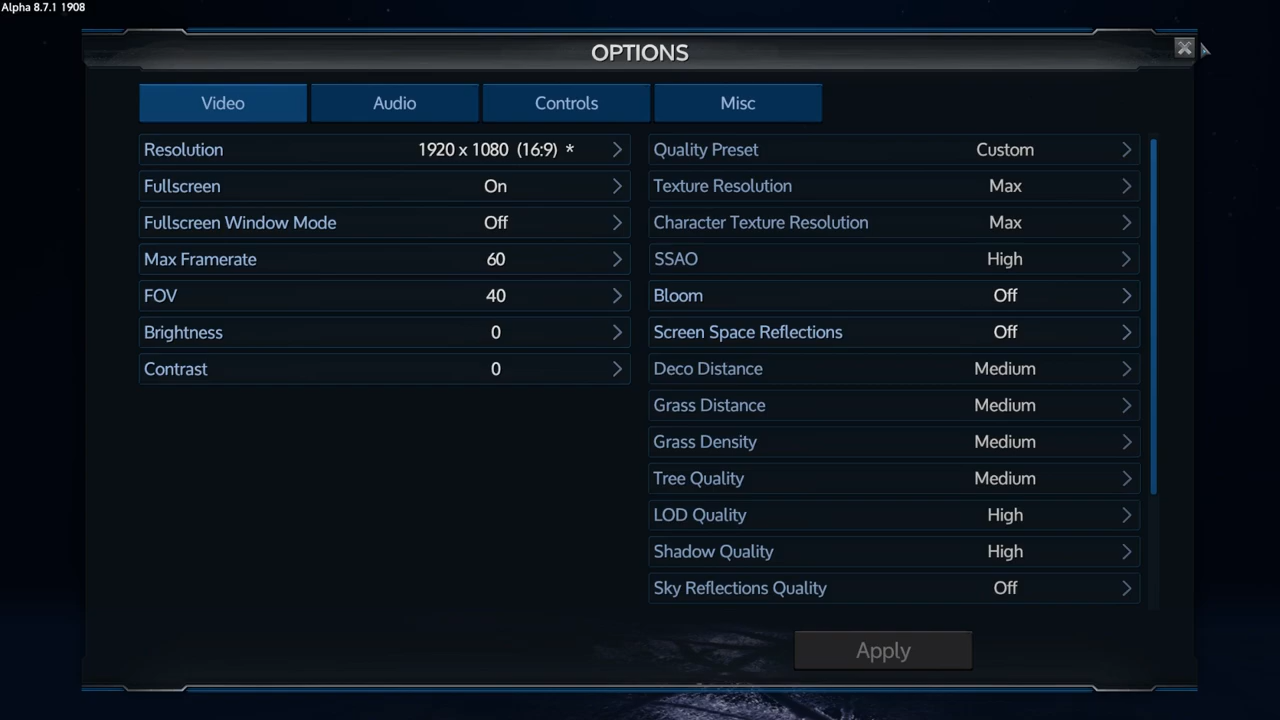 Alpha 8.7.1 1908
OPTIONS
Video
Audio
Controls
Misc
Resolution 1920 x 1080 (16:9) *
Fullscreen On
Fullscreen Window Mode Off
Max Framerate 60
FOV 40
Brightness 0
Contrast 0
Quality Preset Custom
Texture Resolution Max
Character Texture Resolution Max
SSAO High
Bloom Off
Screen Space Reflections Off
Deco Distance Medium
Grass Distance Medium
Grass Density Medium
Tree Quality Medium
LOD Quality High
Shadow Quality High
Sky Reflections Quality Off
Apply